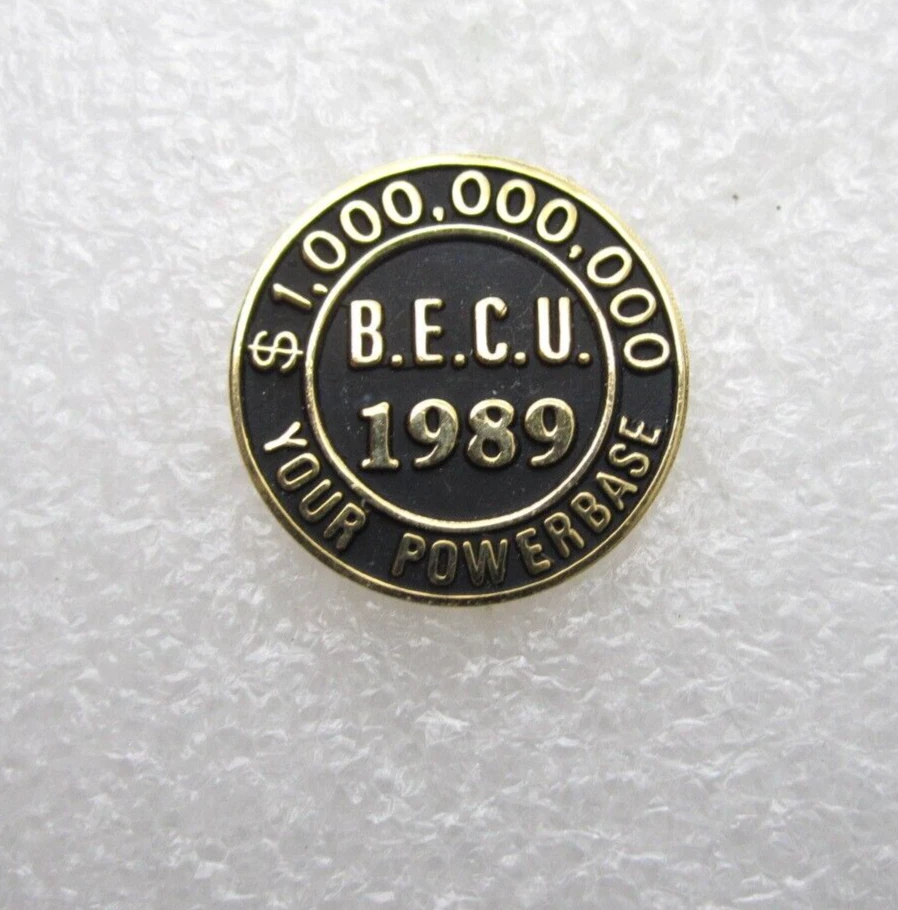 $1,000,000,000
B.E.C.U.
1989
YOUR POWERBASE